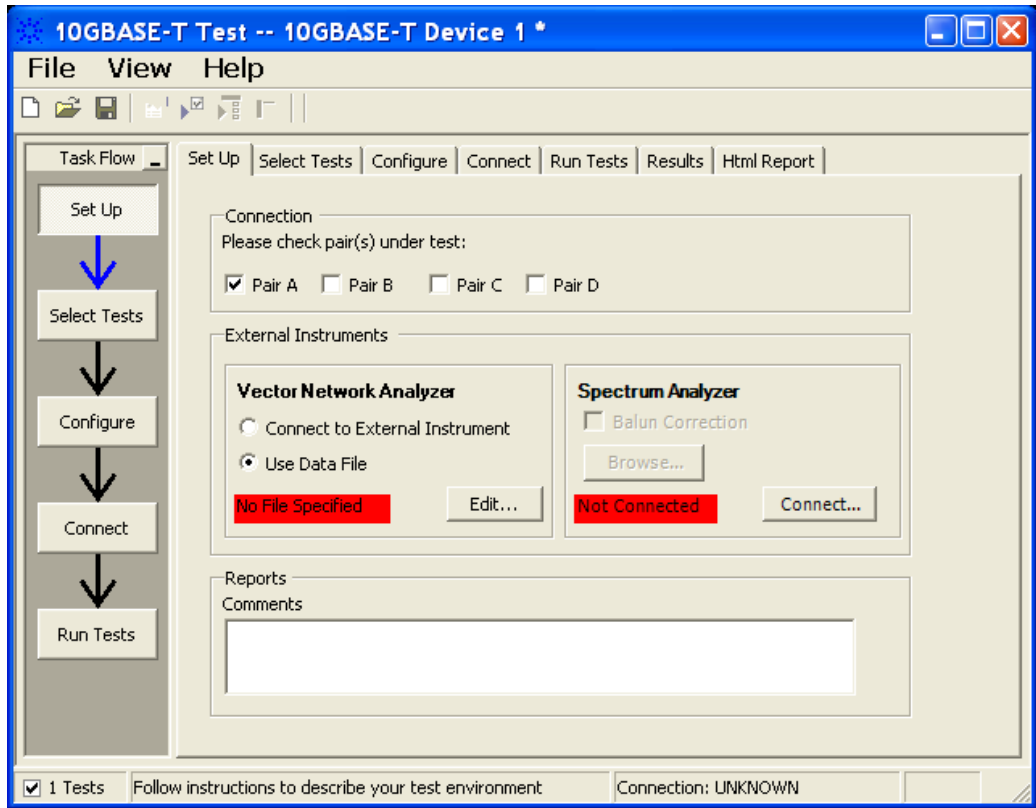 10GBASE-T Test -- 10GBASE-T Device 1 *
File View Help
Task Flow
Set Up
Select Tests
Configure
Connect
Run Tests
Set Up Select Tests Configure Connect Run Tests Results Html Report
Connection
Please check pair(s) under test:
Pair A Pair B Pair C Pair D
External Instruments
Vector Network Analyzer
Connect to External Instrument
Use Data File
No File Specified Edit...
Spectrum Analyzer
Balun Correction
Browse...
Not Connected Connect...
Reports
Comments
1 Tests Follow instructions to describe your test environment Connection: UNKNOWN